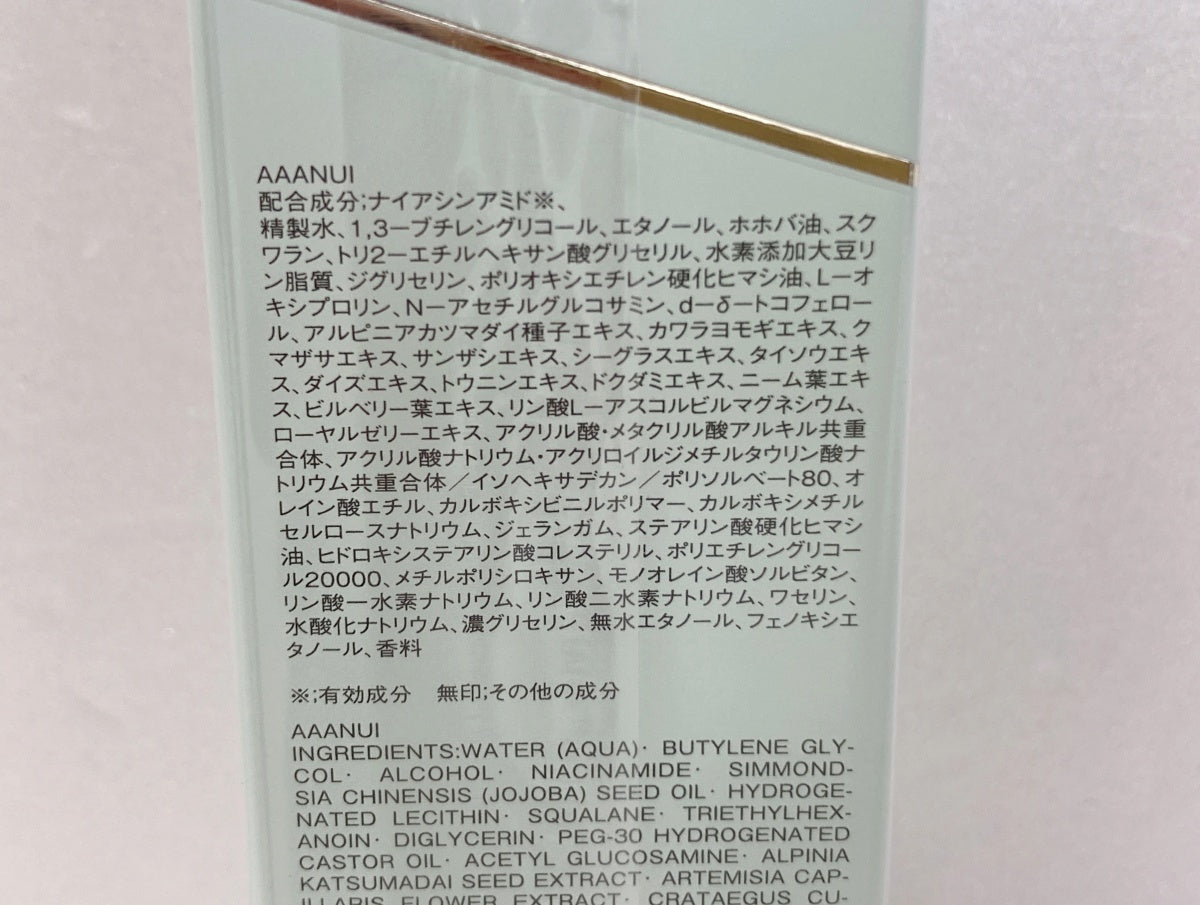 AAANUI
配合成分;ナイアシンアミド※、
精製水、1,3ーブチレングリコール、エタノール、ホホバ油、スク
ワラン、トリ2ーエチルヘキサン酸グリセリル、水素添加大豆リ
ン脂質、ジグリセリン、ポリオキシエチレン硬化ヒマシ油、Lーオ
キシプロリン、Nーアセチルグルコサミン、dーδートコフェロー
ル、アルピニアカツマダイ種子エキス、カワラヨモギエキス、ク
マザサエキス、サンザシエキス、シーグラスエキス、タイソウエキ
ス、ダイズエキス、トウニンエキス、ドクダミエキス、ニーム葉エキ
ス、ビルベリー葉エキス、リン酸Lーアスコルビルマグネシウム、
ローヤルゼリーエキス、アクリル酸・メタクリル酸アルキル共重
合体、アクリル酸ナトリウム・アクリロイルジメチルタウリン酸ナ
トリウム共重合体／イソヘキサデカン／ポリソルベート80、オ
レイン酸エチル、カルボキシビニルポリマー、カルボキシメチル
セルロースナトリウム、ジェランガム、ステアリン酸硬化ヒマシ
油、ヒドロキシステアリン酸コレステリル、ポリエチレングリコー
ル20000、メチルポリシロキサン、モノオレイン酸ソルビタン、
リン酸一水素ナトリウム、リン酸二水素ナトリウム、ワセリン、
水酸化ナトリウム、濃グリセリン、無水エタノール、フェノキシエ
タノール、香料
※;有効成分　無印;その他の成分
AAANUI
INGREDIENTS:WATER (AQUA)· BUTYLENE GLY-
COL· ALCOHOL· NIACINAMIDE· SIMMOND-
SIA CHINENSIS (JOJOBA) SEED OIL· HYDROGE-
NATED LECITHIN· SQUALANE· TRIETHYLHEX-
ANOIN· DIGLYCERIN· PEG-30 HYDROGENATED
CASTOR OIL· ACETYL GLUCOSAMINE· ALPINIA
KATSUMADAI SEED EXTRACT· ARTEMISIA CAP-
ILLARIS FLOWER EXTRACT· CRATAEGUS CU-